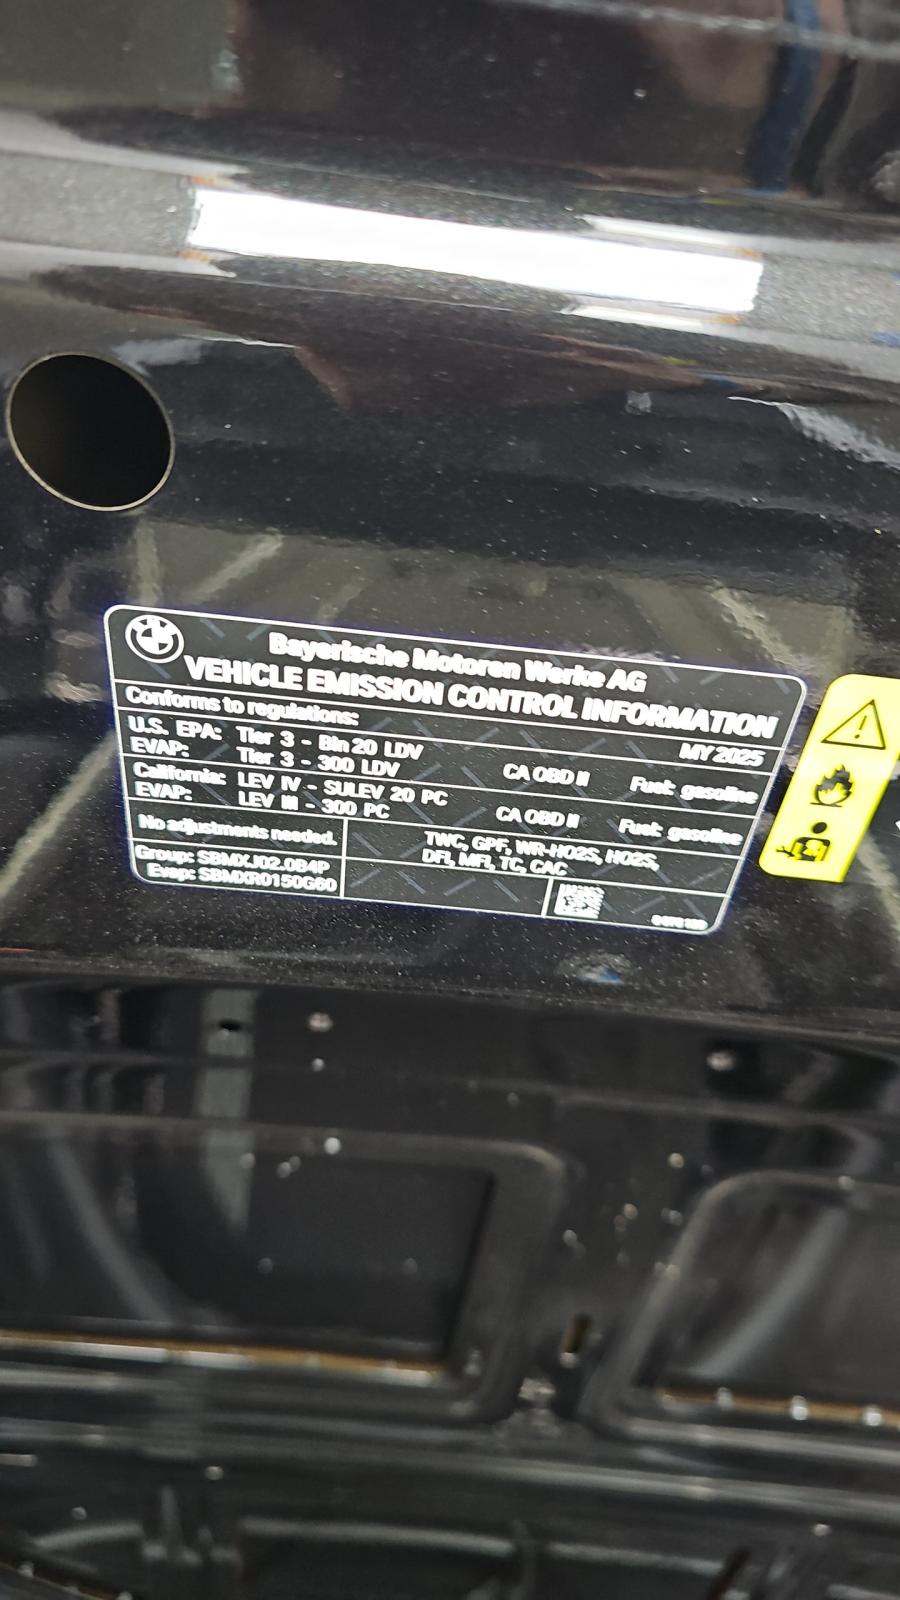 Bayerische Motoren Werke AG
VEHICLE EMISSION CONTROL INFORMATION
Conforms to regulations:
MY 2025
U.S. EPA: Tier 3 - Bin 20 LDV
EVAP: Tier 3 - 300 LDV
CA OBD II Fuel: gasoline
California: LEV IV - SULEV 20 PC
EVAP: LEV III - 300 PC
CA OBD II Fuel: gasoline
No adjustments needed.
TWC, GPF, WR-HO2S, HO2S,
DFI, MFI, TC, CAC
Group: SBMXJ02.0B4P
Evap: SBMXR0150G60